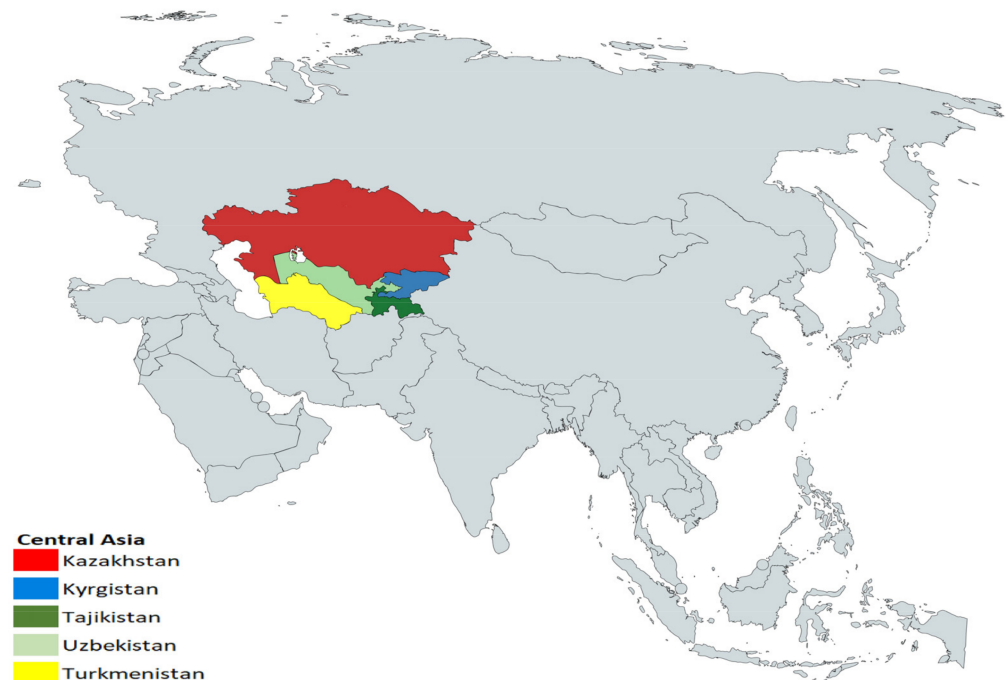 Central Asia
Kazakhstan
Kyrgistan
Tajikistan
Uzbekistan
Turkmenistan